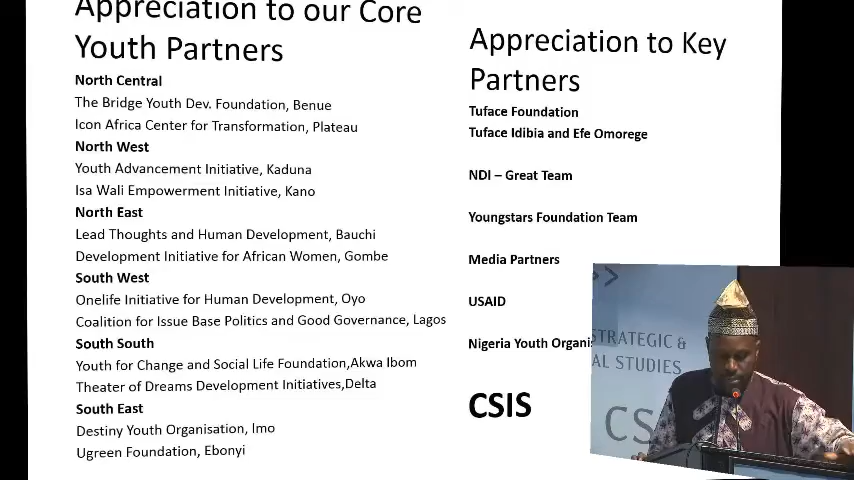 Appreciation to our Core
Youth Partners
North Central
The Bridge Youth Dev. Foundation, Benue
Icon Africa Center for Transformation, Plateau
North West
Youth Advancement Initiative, Kaduna
Isa Wali Empowerment Initiative, Kano
North East
Lead Thoughts and Human Development, Bauchi
Development Initiative for African Women, Gombe
South West
Onelife Initiative for Human Development, Oyo
Coalition for Issue Base Politics and Good Governance, Lagos
South South
Youth for Change and Social Life Foundation,Akwa Ibom
Theater of Dreams Development Initiatives,Delta
South East
Destiny Youth Organisation, Imo
Ugreen Foundation, Ebonyi
Appreciation to Key
Partners
Tuface Foundation
Tuface Idibia and Efe Omorege
NDI – Great Team
Youngstars Foundation Team
Media Partners
USAID
Nigeria Youth Organi
CSIS
STRATEGIC &
AL STUDIES
CS